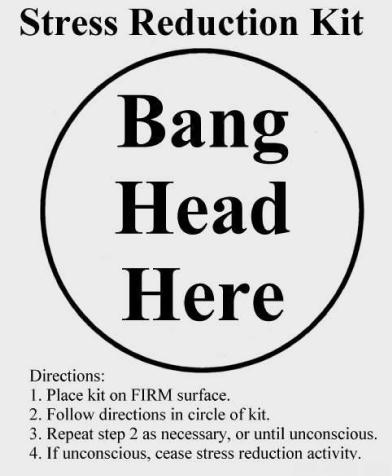 Stress Reduction Kit
Bang
Head
Here
Directions:
1. Place kit on FIRM surface.
2. Follow directions in circle of kit.
3. Repeat step 2 as necessary, or until unconscious.
4. If unconscious, cease stress reduction activity.